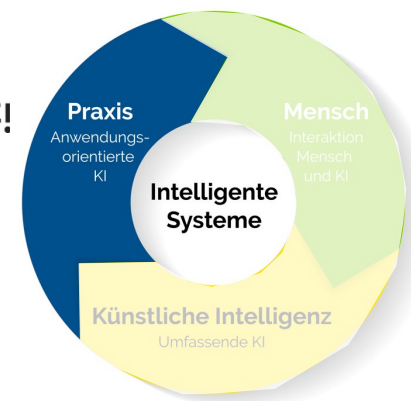 Praxis
Anwendungs-
orientierte
KI
Mensch
Interaktion
Mensch
und KI
Intelligente
Systeme
Künstliche Intelligenz
Umfassende KI